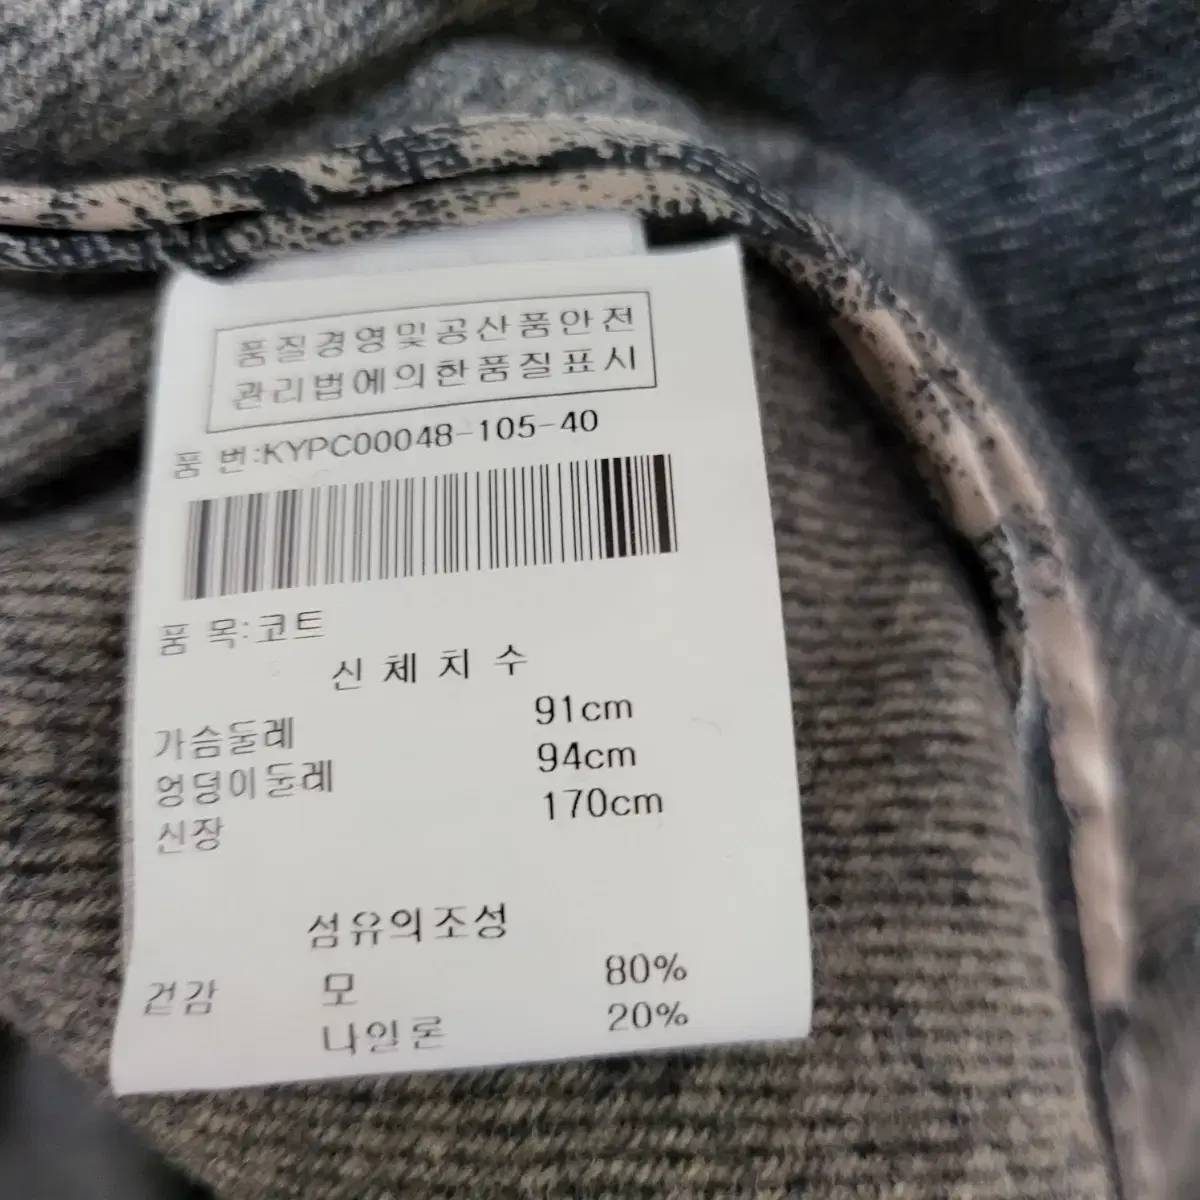 품질경영및공산품안전
관리법에의한품질표시
품 번:KYPC00048-105-40
품 목:코트
신 체 치 수
가슴둘레 91cm
엉덩이둘레 94cm
신장 170cm
섬유의조성
겉감 모 80%
나일론 20%